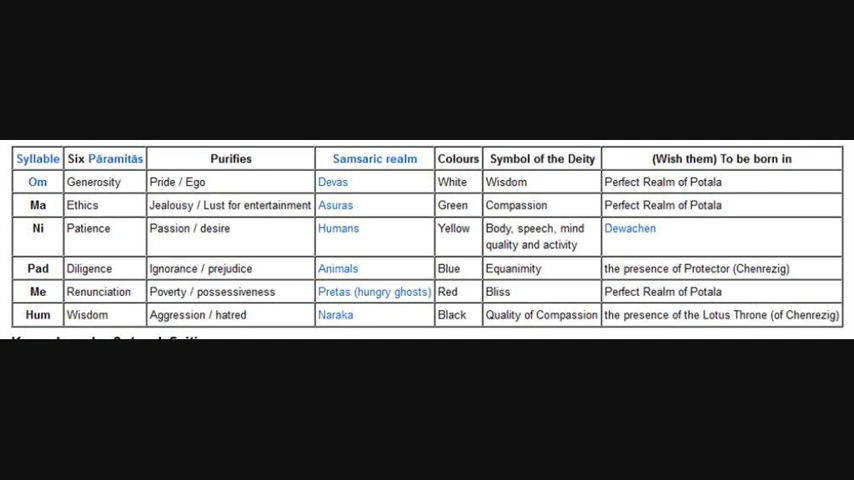 Syllable Six Pāramitās Purifies Samsaric realm Colours Symbol of the Deity (Wish them) To be born in
Om Generosity Pride / Ego Devas White Wisdom Perfect Realm of Potala
Ma Ethics Jealousy / Lust for entertainment Asuras Green Compassion Perfect Realm of Potala
Ni Patience Passion / desire Humans Yellow Body, speech, mind Dewachen
quality and activity
Pad Diligence Ignorance / prejudice Animals Blue Equanimity the presence of Protector (Chenrezig)
Me Renunciation Poverty / possessiveness Pretas (hungry ghosts) Red Bliss Perfect Realm of Potala
Hum Wisdom Aggression / hatred Naraka Black Quality of Compassion the presence of the Lotus Throne (of Chenrezig)